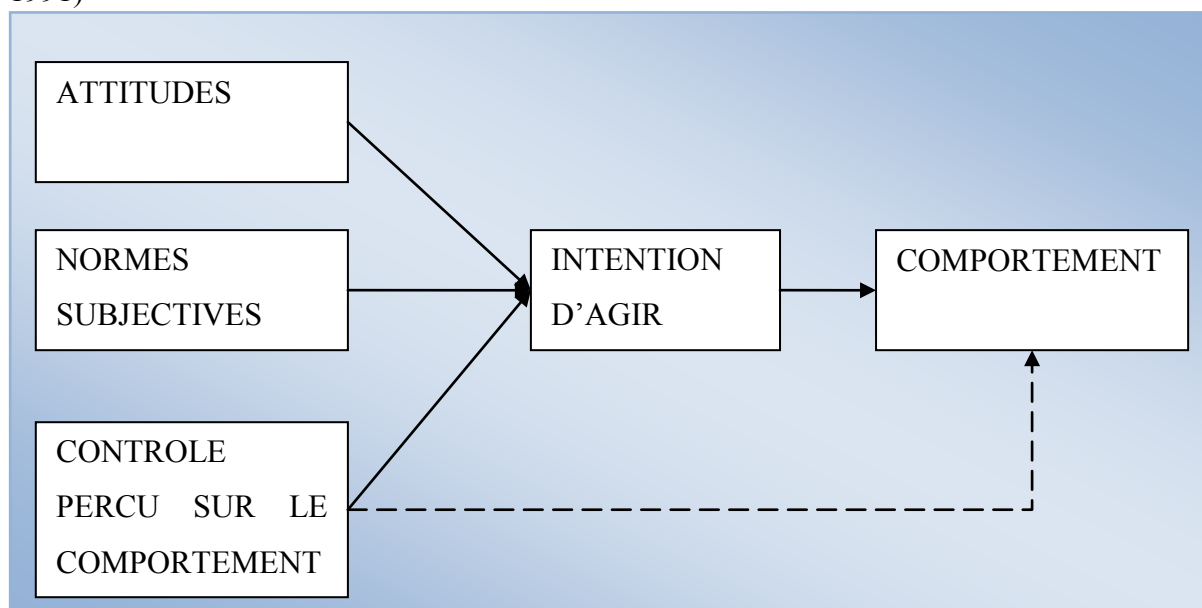 1991)
ATTITUDES
NORMES
SUBJECTIVES
CONTROLE
PERCU SUR LE
COMPORTEMENT
INTENTION
D’AGIR
COMPORTEMENT